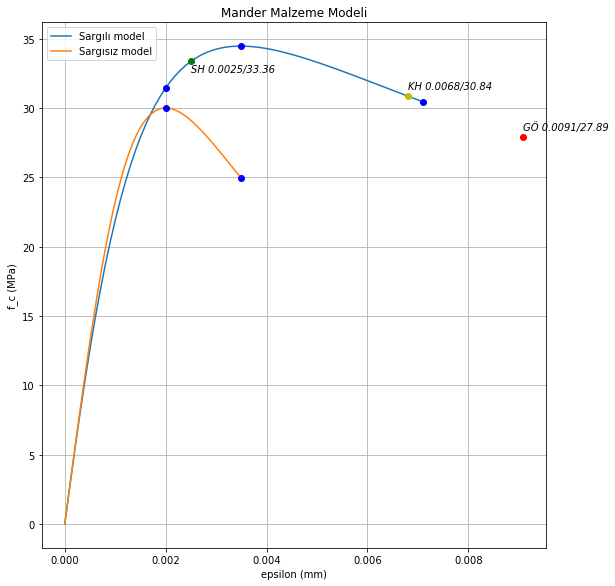 Mander Malzeme Modeli
Sargılı model
Sargısız model
SH 0.0025/33.36
KH 0.0068/30.84
GÖ 0.0091/27.89
f_c (MPa)
35
30
25
20
15
10
5
0
0.000 0.002 0.004 0.006 0.008
epsilon (mm)